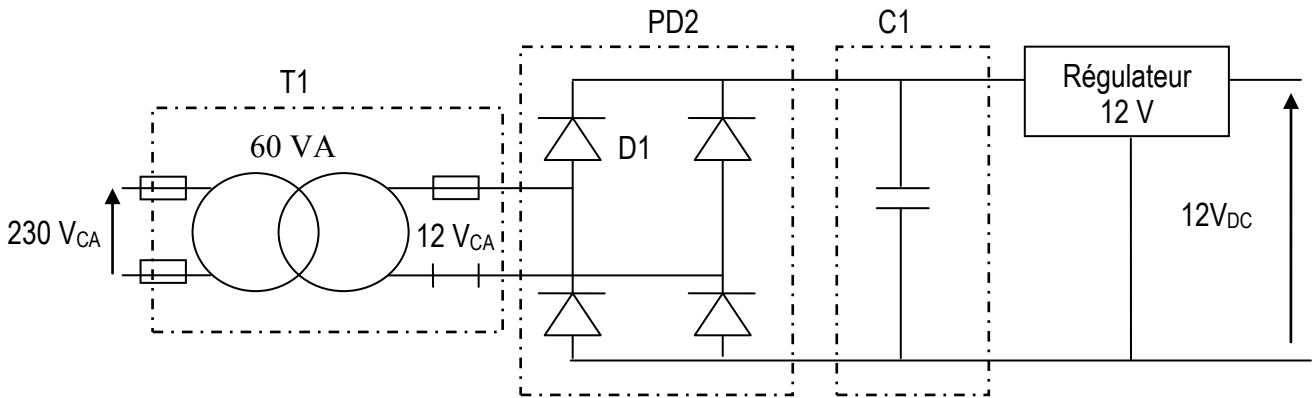 PD2
C1
T1
Régulateur
12 V
60 VA
D1
230 VCA
12 VCA
12VDC